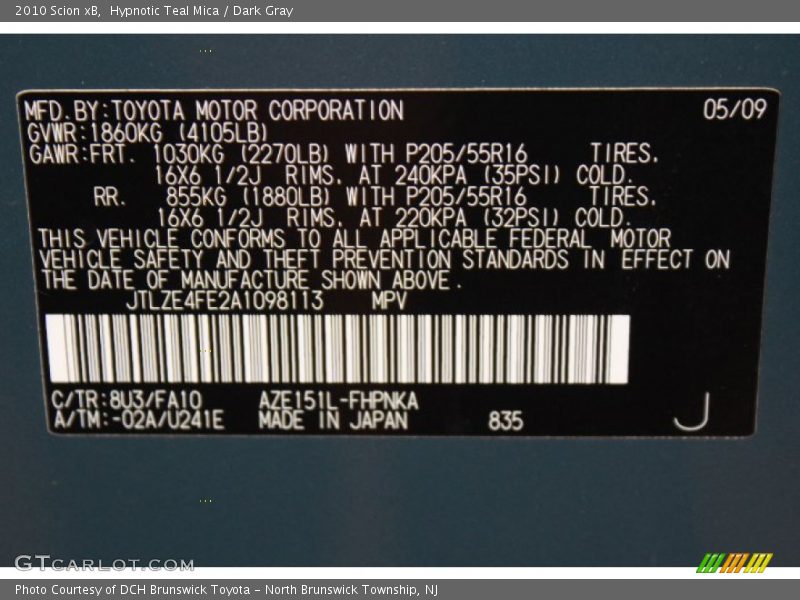 2010 Scion xB,  Hypnotic Teal Mica / Dark Gray
MFD.BY:TOYOTA MOTOR CORPORATION 05/09
GVWR:1860KG (4105LB)
GAWR:FRT. 1030KG (2270LB) WITH P205/55R16 TIRES.
16X6 1/2J RIMS. AT 240KPA (35PSI) COLD.
RR. 855KG (1880LB) WITH P205/55R16 TIRES.
16X6 1/2J RIMS. AT 220KPA (32PSI) COLD.
THIS VEHICLE CONFORMS TO ALL APPLICABLE FEDERAL MOTOR
VEHICLE SAFETY AND THEFT PREVENTION STANDARDS IN EFFECT ON
THE DATE OF MANUFACTURE SHOWN ABOVE.
JTLZE4FE2A1098113 MPV
C/TR:8U3/FA10 AZE151L-FHPNKA
A/TM:-02A/U241E MADE IN JAPAN 835 J
GTcarlot.com
Photo Courtesy of DCH Brunswick Toyota – North Brunswick Township, NJ